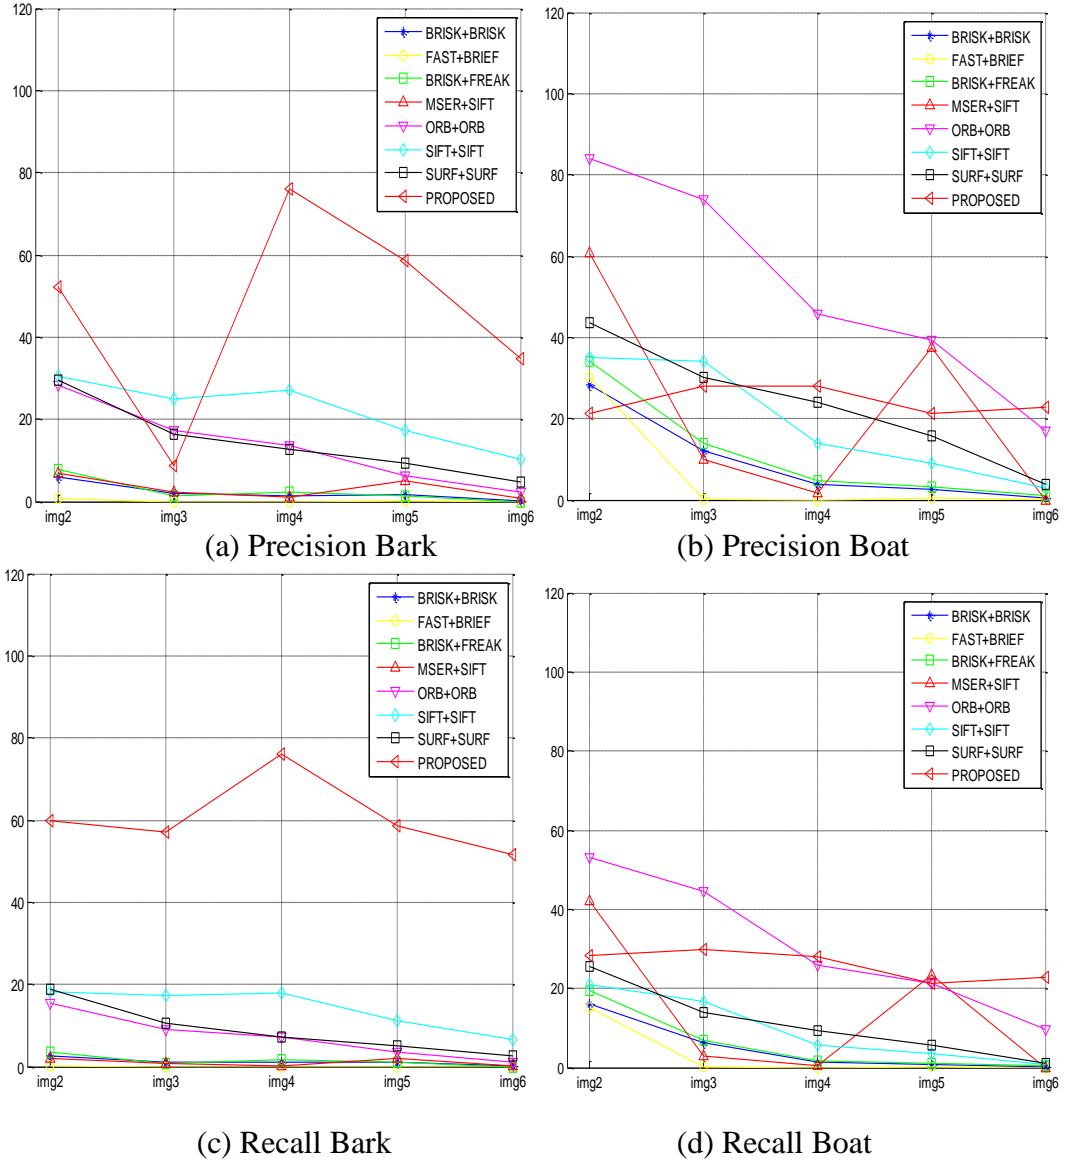 120
100
80
60
40
20
0
img2 img3 img4 img5 img6
BRISK+BRISK
FAST+BRIEF
BRISK+FREAK
MSER+SIFT
ORB+ORB
SIFT+SIFT
SURF+SURF
PROPOSED
(a) Precision Bark
120
100
80
60
40
20
0
img2 img3 img4 img5 img6
BRISK+BRISK
FAST+BRIEF
BRISK+FREAK
MSER+SIFT
ORB+ORB
SIFT+SIFT
SURF+SURF
PROPOSED
(b) Precision Boat
120
100
80
60
40
20
0
img2 img3 img4 img5 img6
BRISK+BRISK
FAST+BRIEF
BRISK+FREAK
MSER+SIFT
ORB+ORB
SIFT+SIFT
SURF+SURF
PROPOSED
(c) Recall Bark
120
100
80
60
40
20
0
img2 img3 img4 img5 img6
BRISK+BRISK
FAST+BRIEF
BRISK+FREAK
MSER+SIFT
ORB+ORB
SIFT+SIFT
SURF+SURF
PROPOSED
(d) Recall Boat